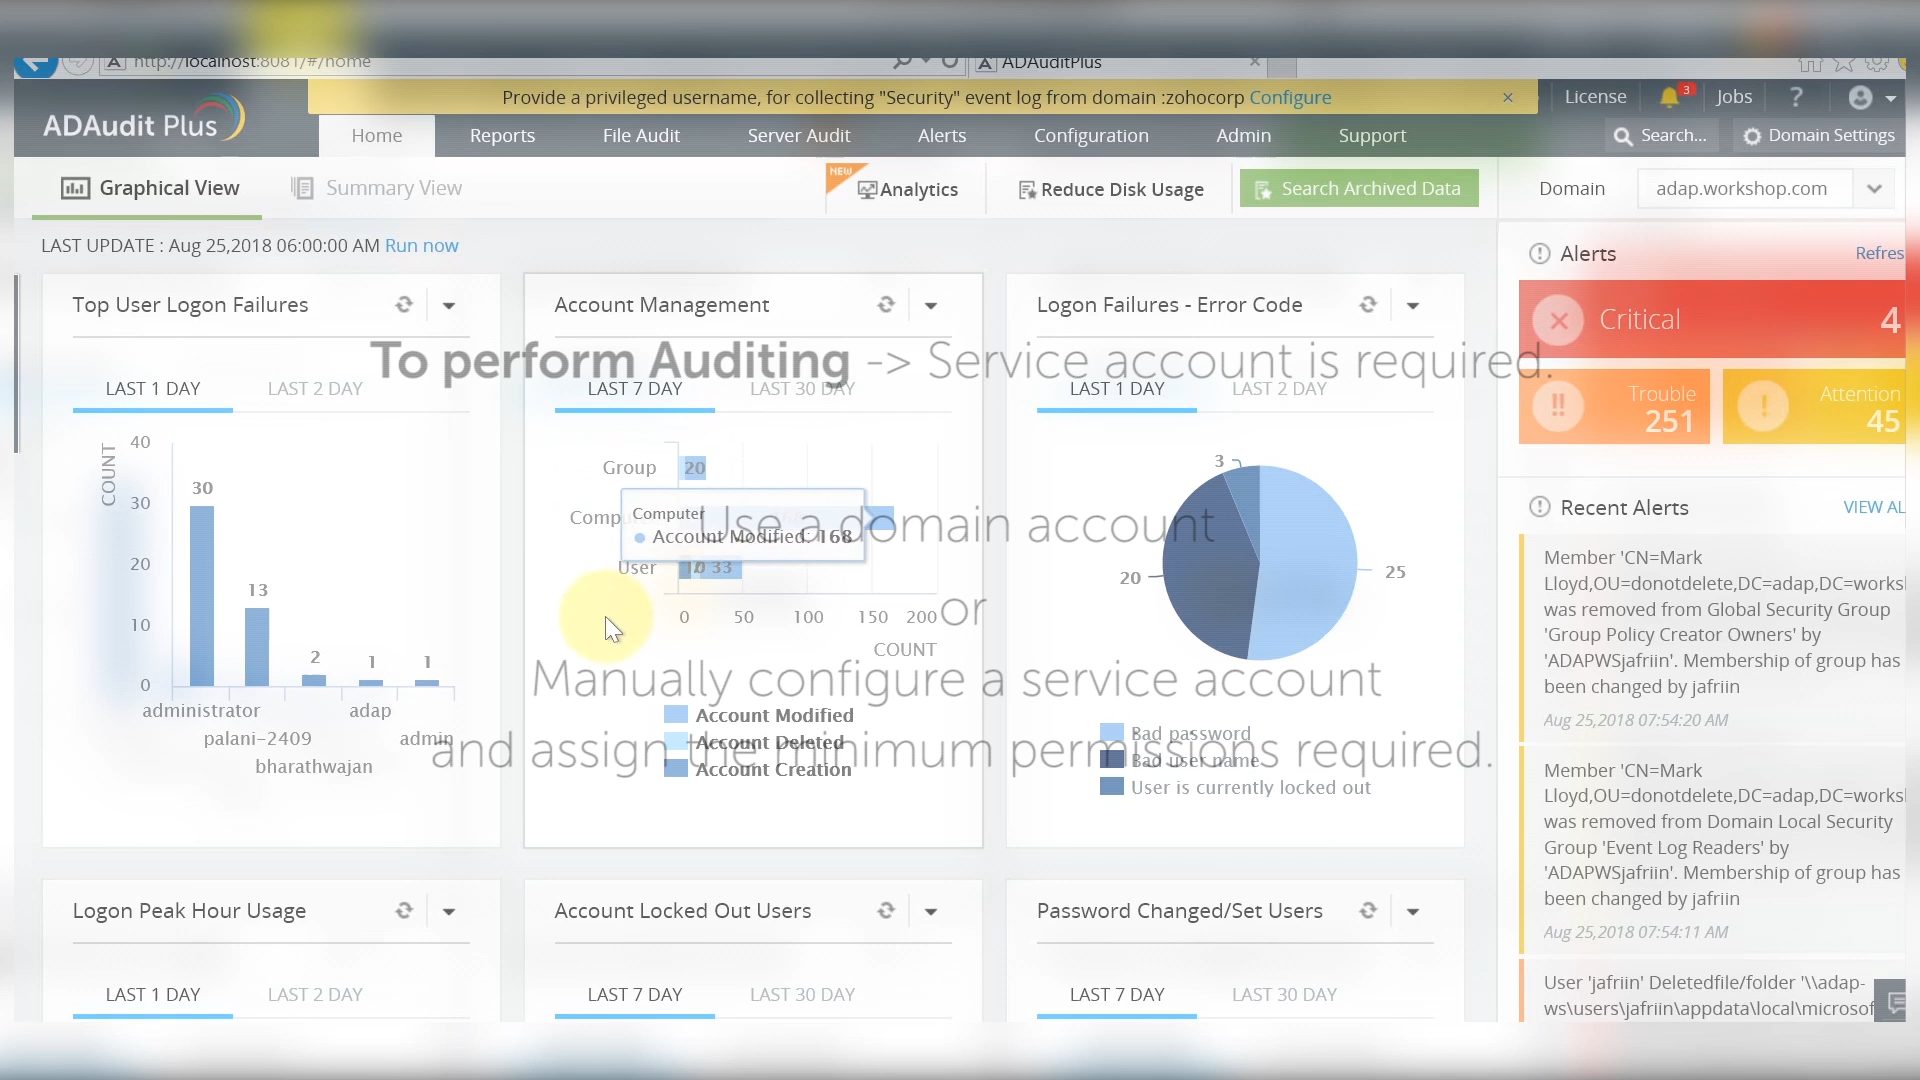 http://localhost:8081/#/home
ADAuditPlus
Provide a privileged username, for collecting "Security" event log from domain :zohocorp Configure
License
3
Jobs
ADAudit Plus
Home
Reports
File Audit
Server Audit
Alerts
Configuration
Admin
Support
Search...
Domain Settings
Graphical View
Summary View
NEW
Analytics
Reduce Disk Usage
Search Archived Data
Domain
adap.workshop.com
LAST UPDATE : Aug 25,2018 06:00:00 AM Run now
Top User Logon Failures
LAST 1 DAY
LAST 2 DAY
COUNT
40
30
20
10
0
30
13
2
1
1
administrator
adap
palani-2409
admin
bharathwajan
Account Management
LAST 7 DAY
LAST 30 DAY
Group
20
Computer
Account Modified: 168
User
33
0
50
100
150
200
COUNT
Account Modified
Account Deleted
Account Creation
Logon Failures - Error Code
LAST 1 DAY
LAST 2 DAY
3
20
25
Bad password
Bad user name
User is currently locked out
To perform Auditing -> Service account is required.
Use a domain account
or
Manually configure a service account
and assign the minimum permissions required.
Alerts
Refres
Critical
4
Trouble
251
Attention
45
Recent Alerts
VIEW AL
Member 'CN=Mark
Lloyd,OU=donotdelete,DC=adap,DC=works
was removed from Global Security Group
'Group Policy Creator Owners' by
'ADAPWSjafriin'. Membership of group has
been changed by jafriin
Aug 25,2018 07:54:20 AM
Member 'CN=Mark
Lloyd,OU=donotdelete,DC=adap,DC=works
was removed from Domain Local Security
Group 'Event Log Readers' by
'ADAPWSjafriin'. Membership of group has
been changed by jafriin
Aug 25,2018 07:54:11 AM
User 'jafriin' Deletedfile/folder '\\adap-
ws\users\jafriin\appdata\local\microsof
Logon Peak Hour Usage
LAST 1 DAY
LAST 2 DAY
Account Locked Out Users
LAST 7 DAY
LAST 30 DAY
Password Changed/Set Users
LAST 7 DAY
LAST 30 DAY